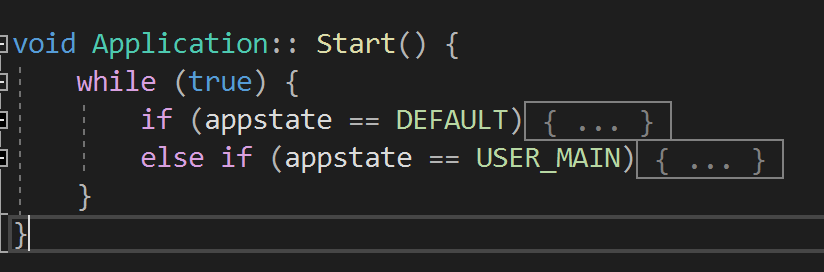 void Application:: Start() {
while (true) {
if (appstate == DEFAULT){ ... }
else if (appstate == USER_MAIN){ ... }
}
}